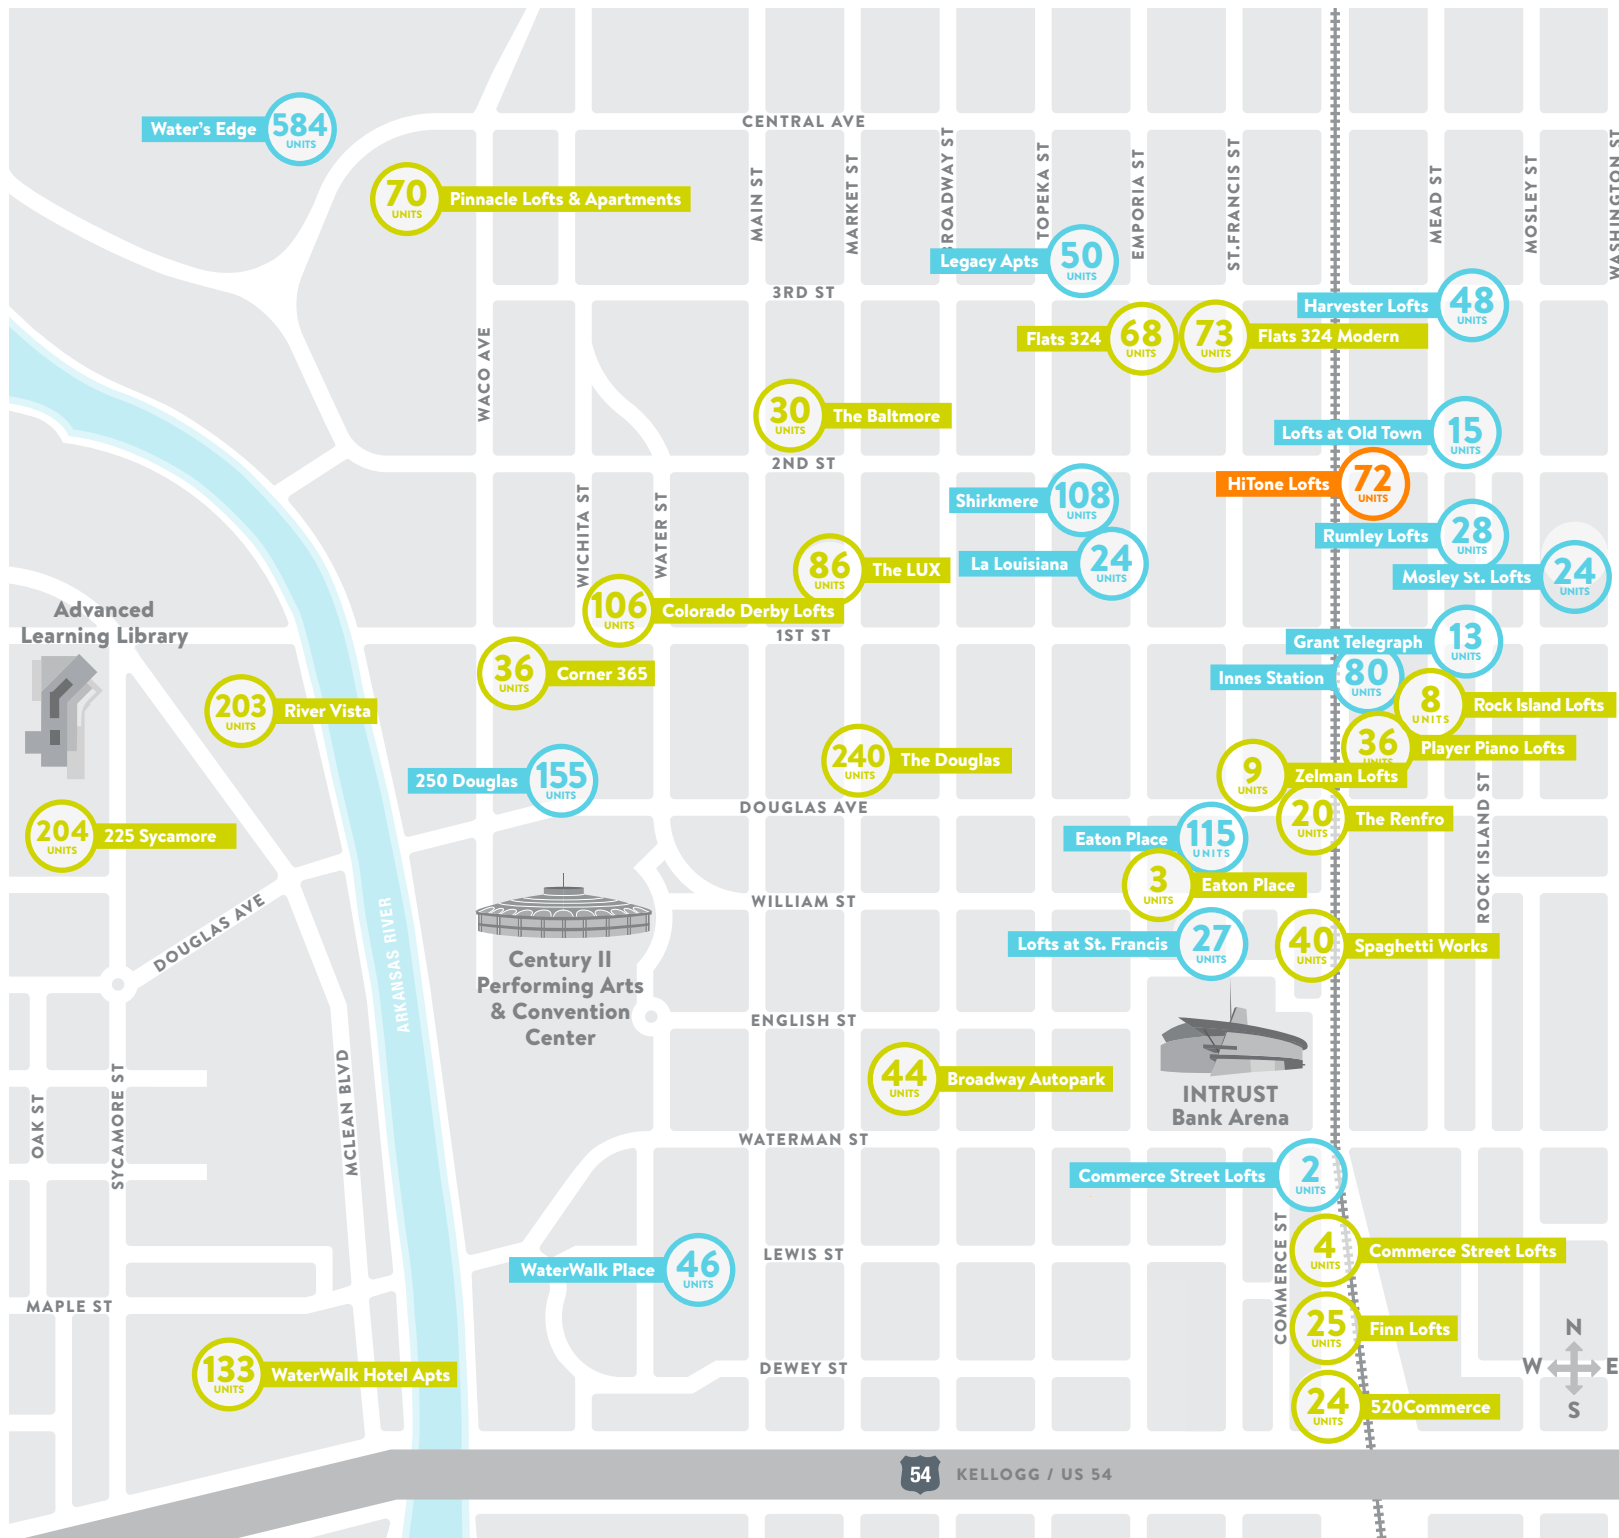 CENTRAL AVE
Water's Edge
584
UNITS
70
UNITS
Pinnacle Lofts & Apartments
MAIN ST
MARKET ST
BROADWAY ST
TOPEKA ST
EMPORIA ST
ST.FRANCIS ST
MEAD ST
MOSLEY ST
WASHINGTON ST
Legacy Apts
50
UNITS
3RD ST
Harvester Lofts
48
UNITS
Flats 324
68
UNITS
73
UNITS
Flats 324 Modern
WACO AVE
30
UNITS
The Baltmore
Lofts at Old Town
15
UNITS
2ND ST
HiTone Lofts
72
UNITS
Shirkmere
108
UNITS
WICHITA ST
WATER ST
Rumley Lofts
28
UNITS
La Louisiana
24
UNITS
86
UNITS
The LUX
Mosley St. Lofts
24
UNITS
106
UNITS
Colorado Derby Lofts
Advanced
Learning Library
1ST ST
Grant Telegraph
13
UNITS
36
UNITS
Corner 365
Innes Station
80
UNITS
8
UNITS
Rock Island Lofts
203
UNITS
River Vista
36
UNITS
Player Piano Lofts
240
UNITS
The Douglas
9
UNITS
Zelman Lofts
250 Douglas
155
UNITS
DOUGLAS AVE
20
UNITS
The Renfro
204
UNITS
225 Sycamore
Eaton Place
115
UNITS
ROCK ISLAND ST
3
UNITS
Eaton Place
WILLIAM ST
DOUGLAS AVE
ARKANSAS RIVER
Lofts at St. Francis
27
UNITS
40
UNITS
Spaghetti Works
Century II
Performing Arts
& Convention
Center
ENGLISH ST
44
UNITS
Broadway Autopark
INTRUST
Bank Arena
OAK ST
SYCAMORE ST
MCLEAN BLVD
WATERMAN ST
Commerce Street Lofts
2
UNITS
COMMERCE ST
4
UNITS
Commerce Street Lofts
LEWIS ST
WaterWalk Place
46
UNITS
MAPLE ST
25
UNITS
Finn Lofts
N
W
E
S
DEWEY ST
133
UNITS
WaterWalk Hotel Apts
24
UNITS
520Commerce
54
KELLOGG / US 54